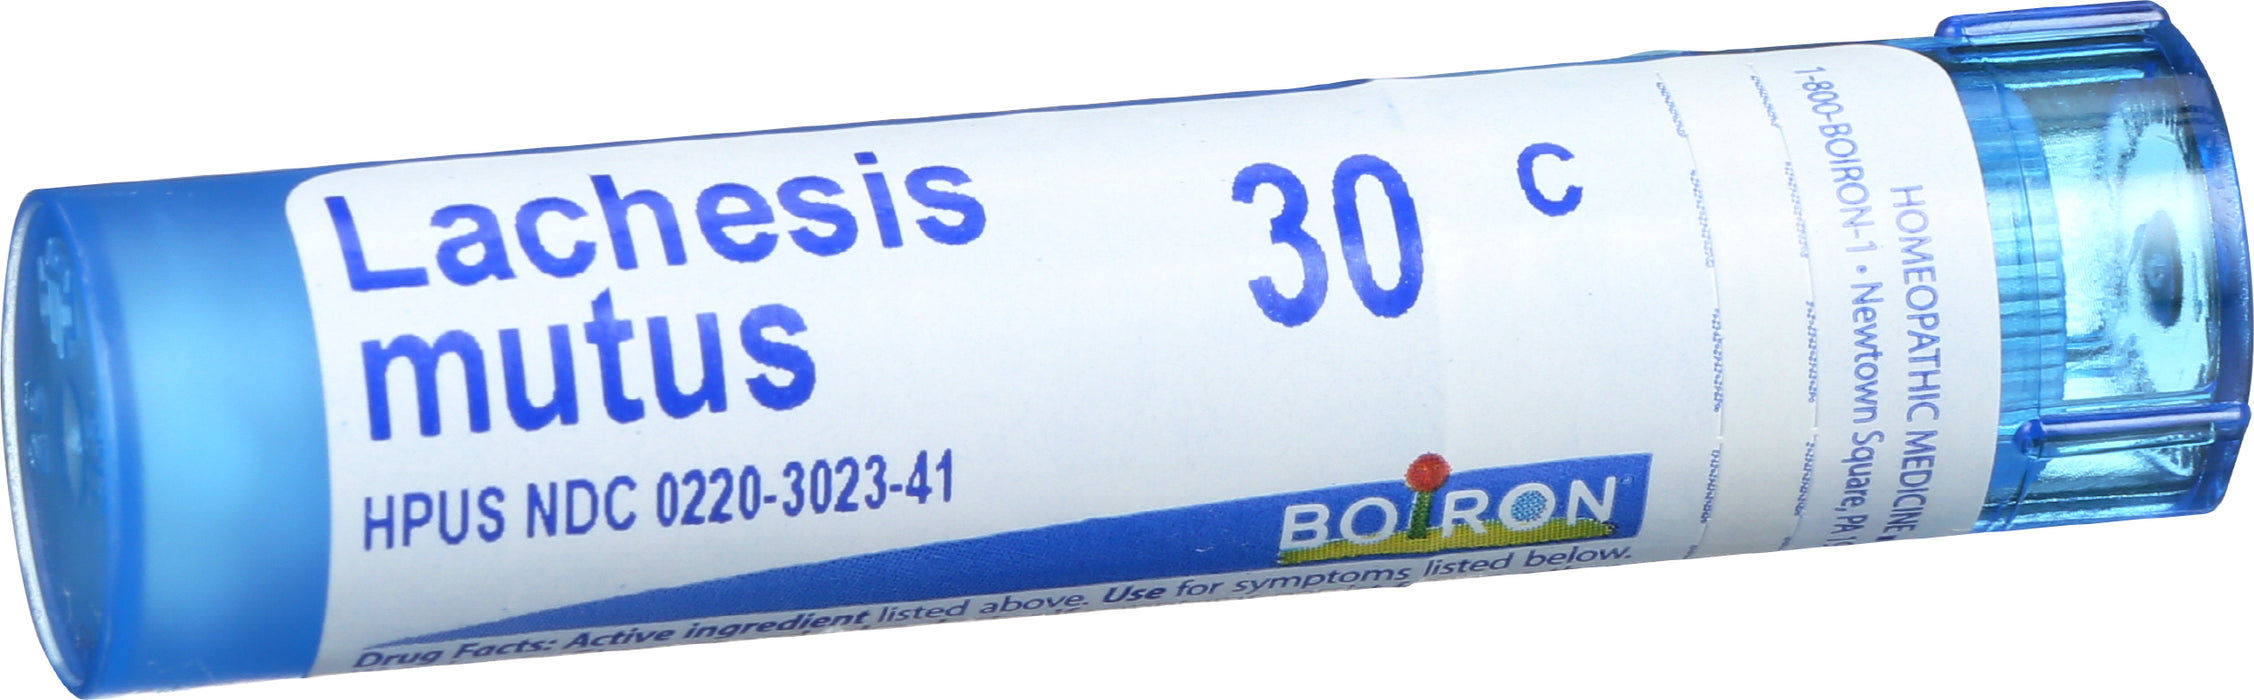 Lachesis
mutus
30 C
HPUS NDC 0220-3023-41
BOIRON
Drug Facts: Active ingredient listed above. Use for symptoms listed below.
HOMEOPATHIC MEDICINE
1-800-BOIRON-1 • Newtown Square, PA